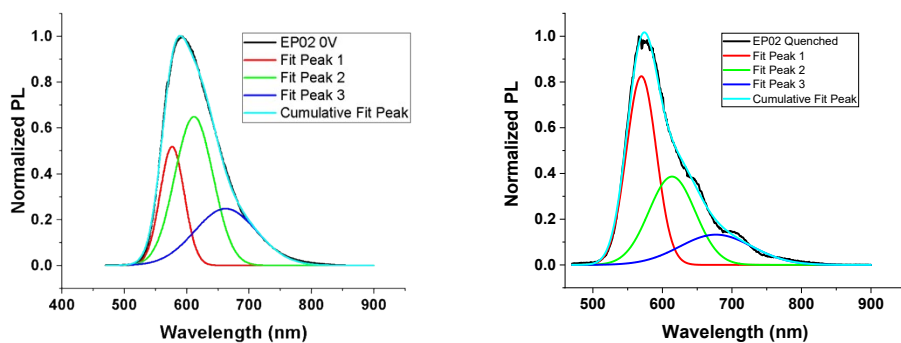 EP02 0V
Fit Peak 1
Fit Peak 2
Fit Peak 3
Cumulative Fit Peak
Normalized PL
1.0
0.8
0.6
0.4
0.2
0.0
400 500 600 700 800 900
Wavelength (nm)
EP02 Quenched
Fit Peak 1
Fit Peak 2
Fit Peak 3
Cumulative Fit Peak
Normalized PL
1.0
0.8
0.6
0.4
0.2
0.0
500 600 700 800 900
Wavelength (nm)